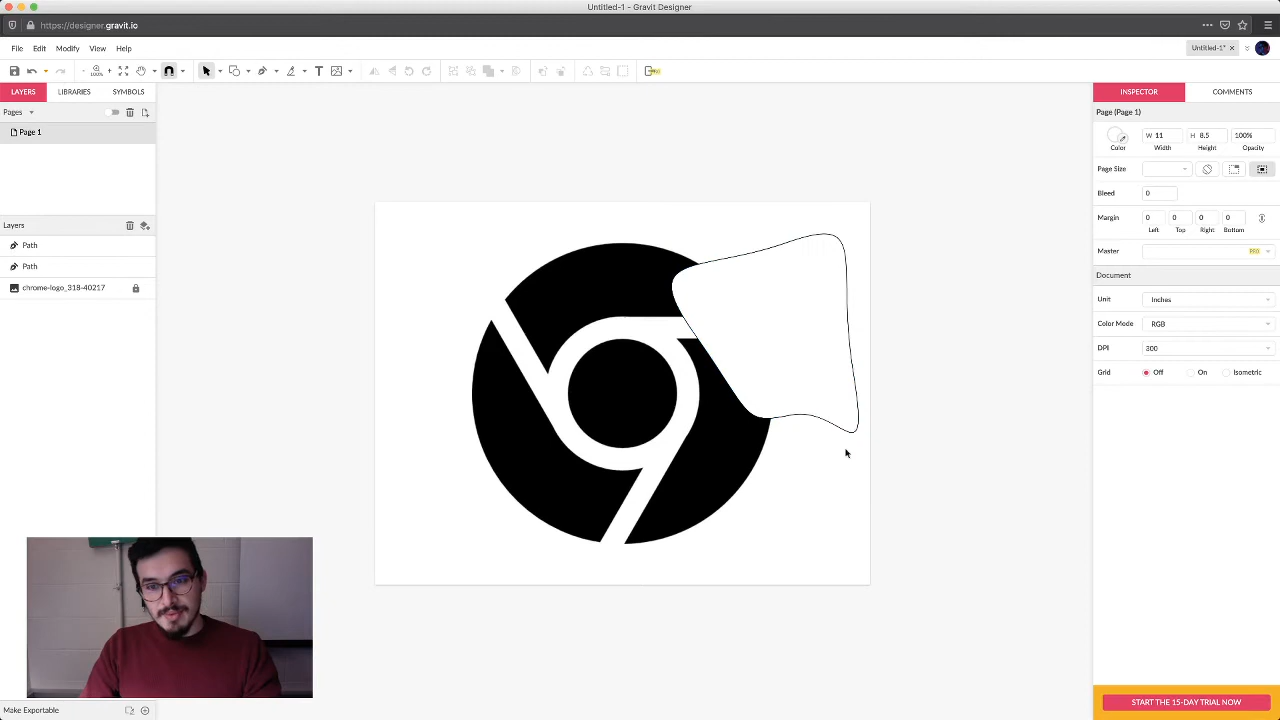 Untitled-1 - Gravit Designer
https://designer.gravit.io
File Edit Modify View Help
Untitled-1* ×
100%
T
PRO
LAYERS LIBRARIES SYMBOLS
Pages
Page 1
Layers
Path
Path
chrome-logo_318-40217
Make Exportable
INSPECTOR COMMENTS
Page (Page 1)
W 11 H 8.5 100%
Color Width Height Opacity
Page Size
Bleed 0
Margin 0 0 0 0
Left Top Right Bottom
Master PRO
Document
Unit Inches
Color Mode RGB
DPI 300
Grid Off On Isometric
START THE 15-DAY TRIAL NOW